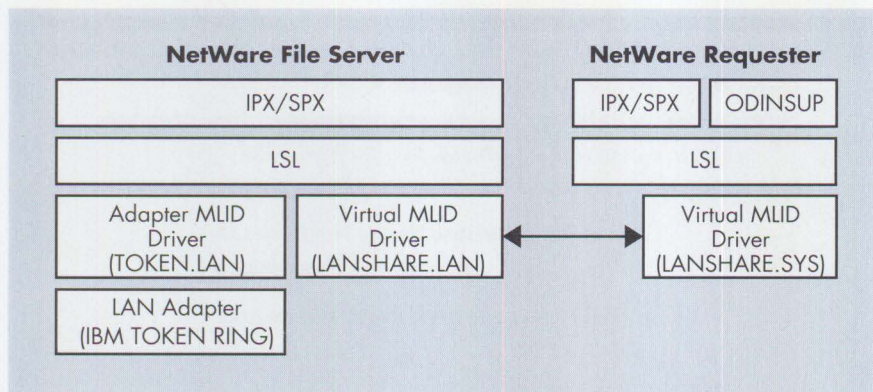 NetWare File Server
IPX/SPX
LSL
Adapter MLID
Driver
(TOKEN.LAN)
Virtual MLID
Driver
(LANSHARE.LAN)
LAN Adapter
(IBM TOKEN RING)
NetWare Requester
IPX/SPX
ODINSUP
LSL
Virtual MLID
Driver
(LANSHARE.SYS)